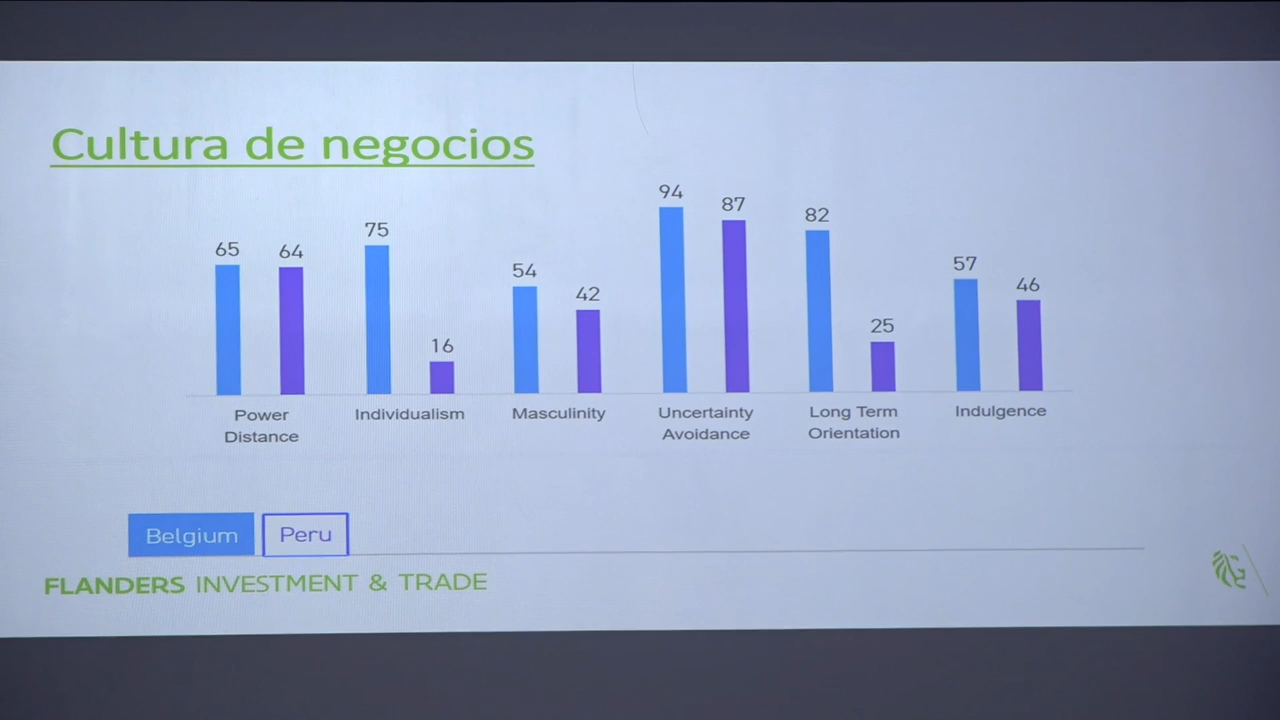 Cultura de negocios
65 64 75 16 54 42 94 87 82 25 57 46
Power Distance
Individualism
Masculinity
Uncertainty Avoidance
Long Term Orientation
Indulgence
Belgium Peru
FLANDERS INVESTMENT & TRADE